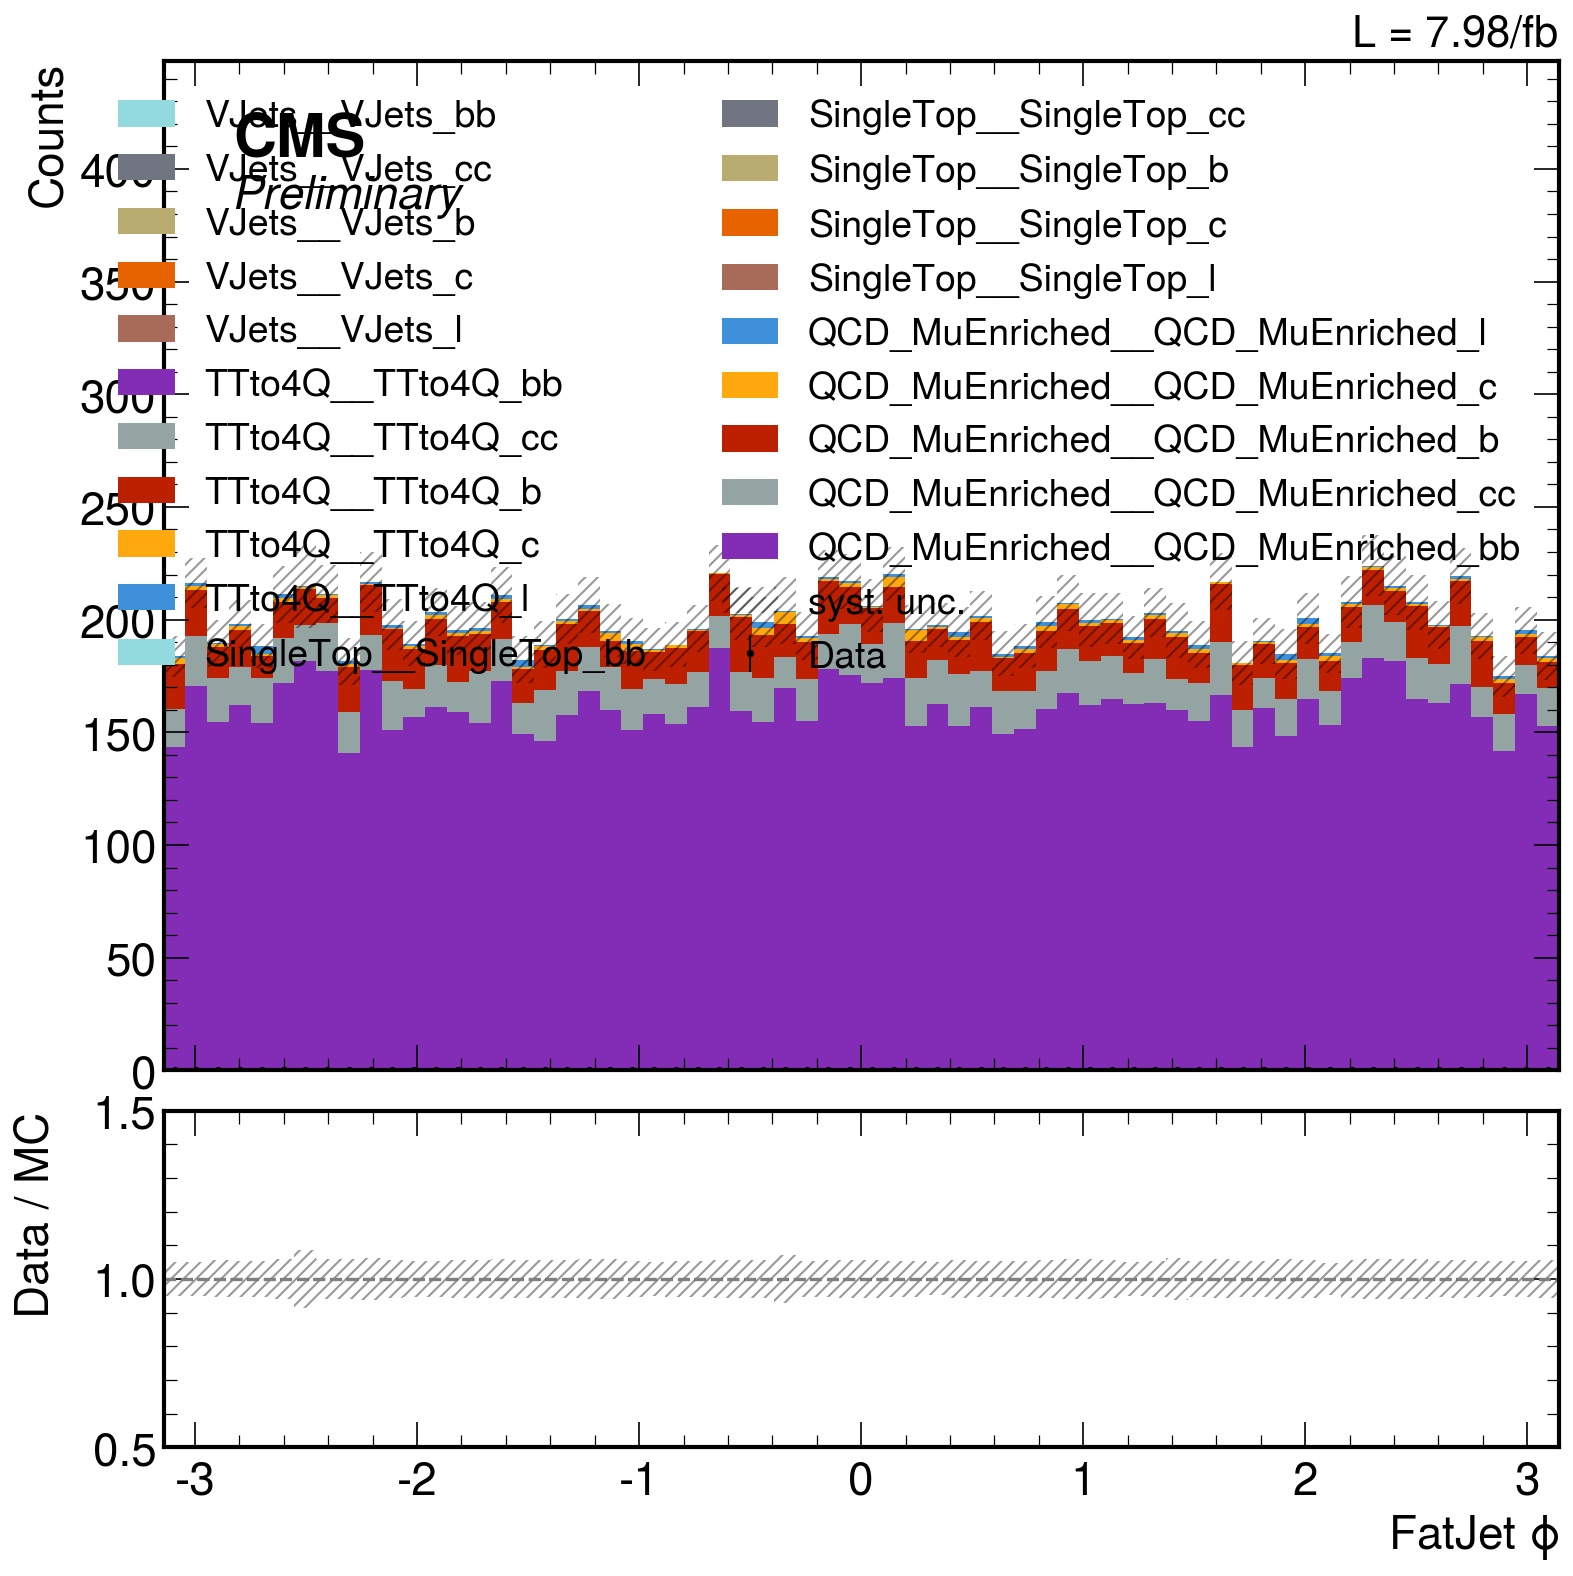 L = 7.98/fb
Counts
CMS
Preliminary
VJets__VJets_bb
VJets__VJets_cc
VJets__VJets_b
VJets__VJets_c
VJets__VJets_l
TTto4Q__TTto4Q_bb
TTto4Q__TTto4Q_cc
TTto4Q__TTto4Q_b
TTto4Q__TTto4Q_c
TTto4Q__TTto4Q_l
SingleTop__SingleTop_bb
SingleTop__SingleTop_cc
SingleTop__SingleTop_b
SingleTop__SingleTop_c
SingleTop__SingleTop_l
QCD_MuEnriched__QCD_MuEnriched_l
QCD_MuEnriched__QCD_MuEnriched_c
QCD_MuEnriched__QCD_MuEnriched_b
QCD_MuEnriched__QCD_MuEnriched_cc
QCD_MuEnriched__QCD_MuEnriched_bb
syst. unc.
Data
400
350
300
250
200
150
100
50
0
Data / MC
1.5
1.0
0.5
-3 -2 -1 0 1 2 3
FatJet ϕ